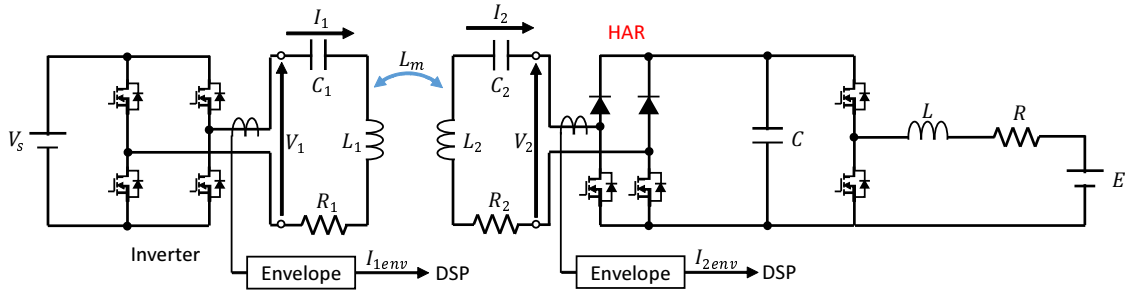 I₁ I₂ HAR
Lₘ
C₁ C₂
Vₛ V₁ L₁ L₂ V₂ C L R
E
R₁ R₂
Inverter
Envelope I₁ₑₙᵥ DSP Envelope I₂ₑₙᵥ DSP